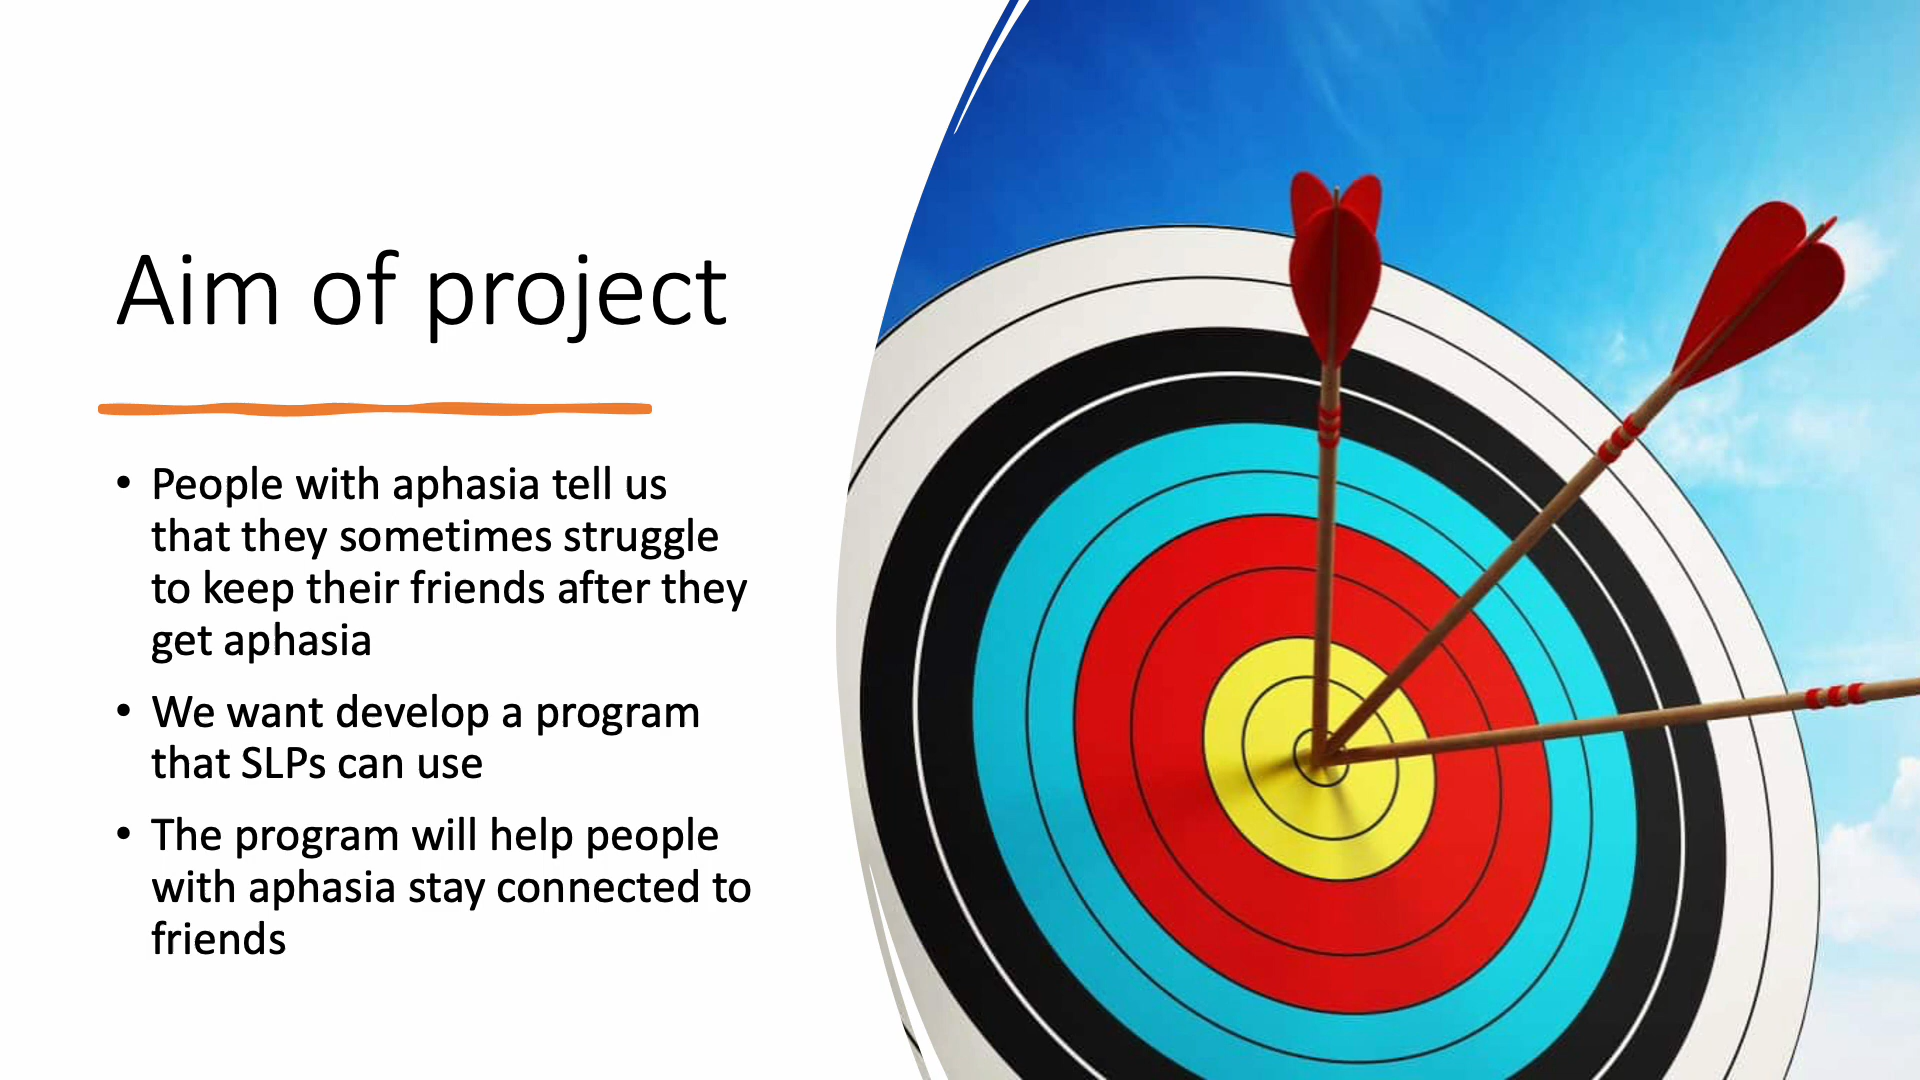 Aim of project
• People with aphasia tell us
that they sometimes struggle
to keep their friends after they
get aphasia
• We want develop a program
that SLPs can use
• The program will help people
with aphasia stay connected to
friends